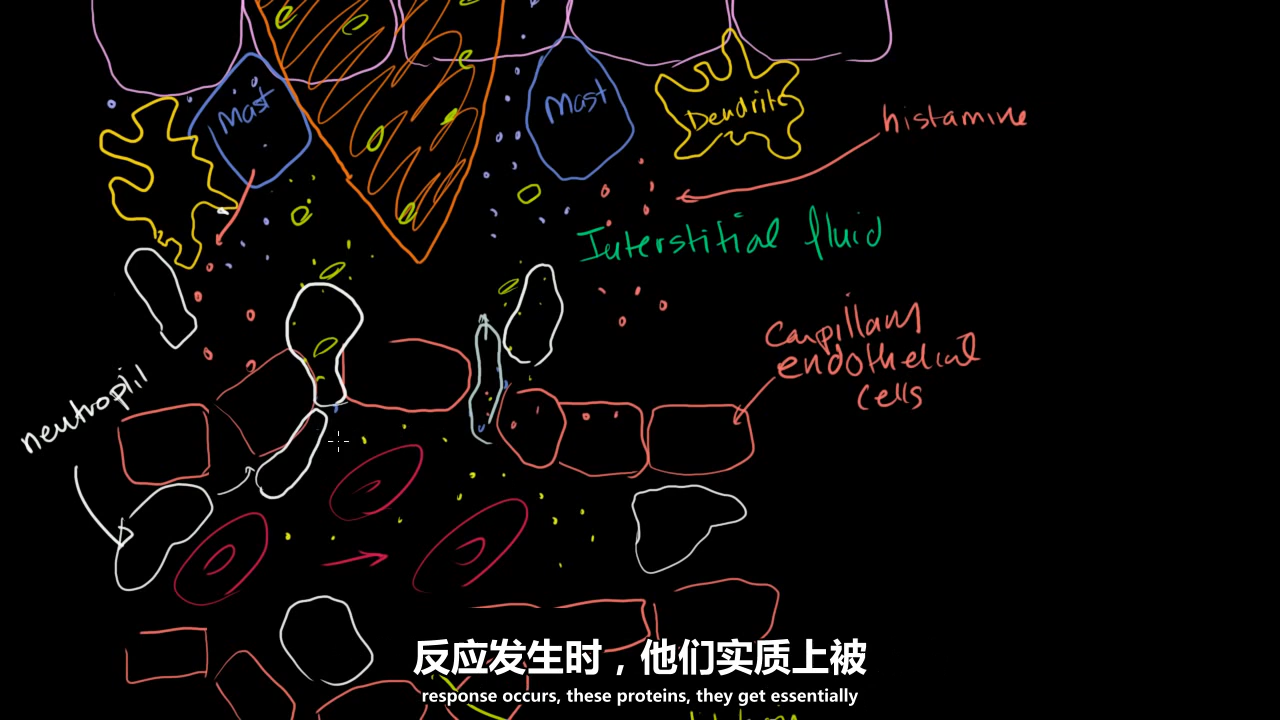 Mast
Mast
Dendrite
histamine
Interstitial fluid
Capillary
endothelial
cells
neutrophil
反应发生时，他们实质上被
response occurs, these proteins, they get essentially